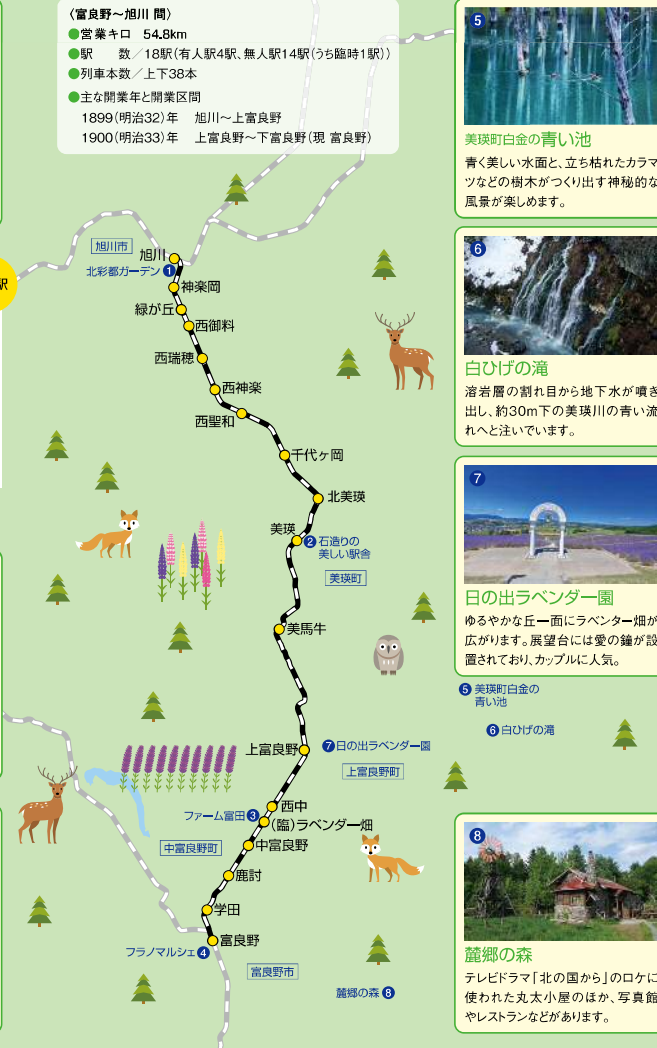 〈富良野〜旭川 間〉
●営業キロ 54.8km
●駅 数／18駅(有人駅4駅、無人駅14駅(うち臨時1駅))
●列車本数／上下38本
●主な開業年と開業区間
1899(明治32)年 旭川〜上富良野
1900(明治33)年 上富良野〜下富良野(現 富良野)
駅
旭川市
旭川
北彩都ガーデン❶
神楽岡
緑が丘
西御料
西瑞穂
西神楽
西聖和
千代ヶ岡
北美瑛
美瑛
❷石造りの
美しい駅舎
美瑛町
美馬牛
上富良野
❼日の出ラベンダー園
上富良野町
西中
ファーム富田❸
(臨)ラベンダー畑
中富良野町
中富良野
鹿討
学田
富良野
フラノマルシェ❹
富良野市
麓郷の森❽
❺
美瑛町白金の青い池
青く美しい水面と、立ち枯れたカラマ
ツなどの樹木がつくり出す神秘的な
風景が楽しめます。
❻
白ひげの滝
溶岩層の割れ目から地下水が噴き
出し、約30m下の美瑛川の青い流
れへと注いでいます。
❼
日の出ラベンダー園
ゆるやかな丘一面にラベンター畑が
広がります。展望台には愛の鐘が設
置されており、カップルに人気。
❺美瑛町白金の
青い池
❻白ひげの滝
❽
麓郷の森
テレビドラマ「北の国から」のロケに
使われた丸太小屋のほか、写真館
やレストランなどがあります。